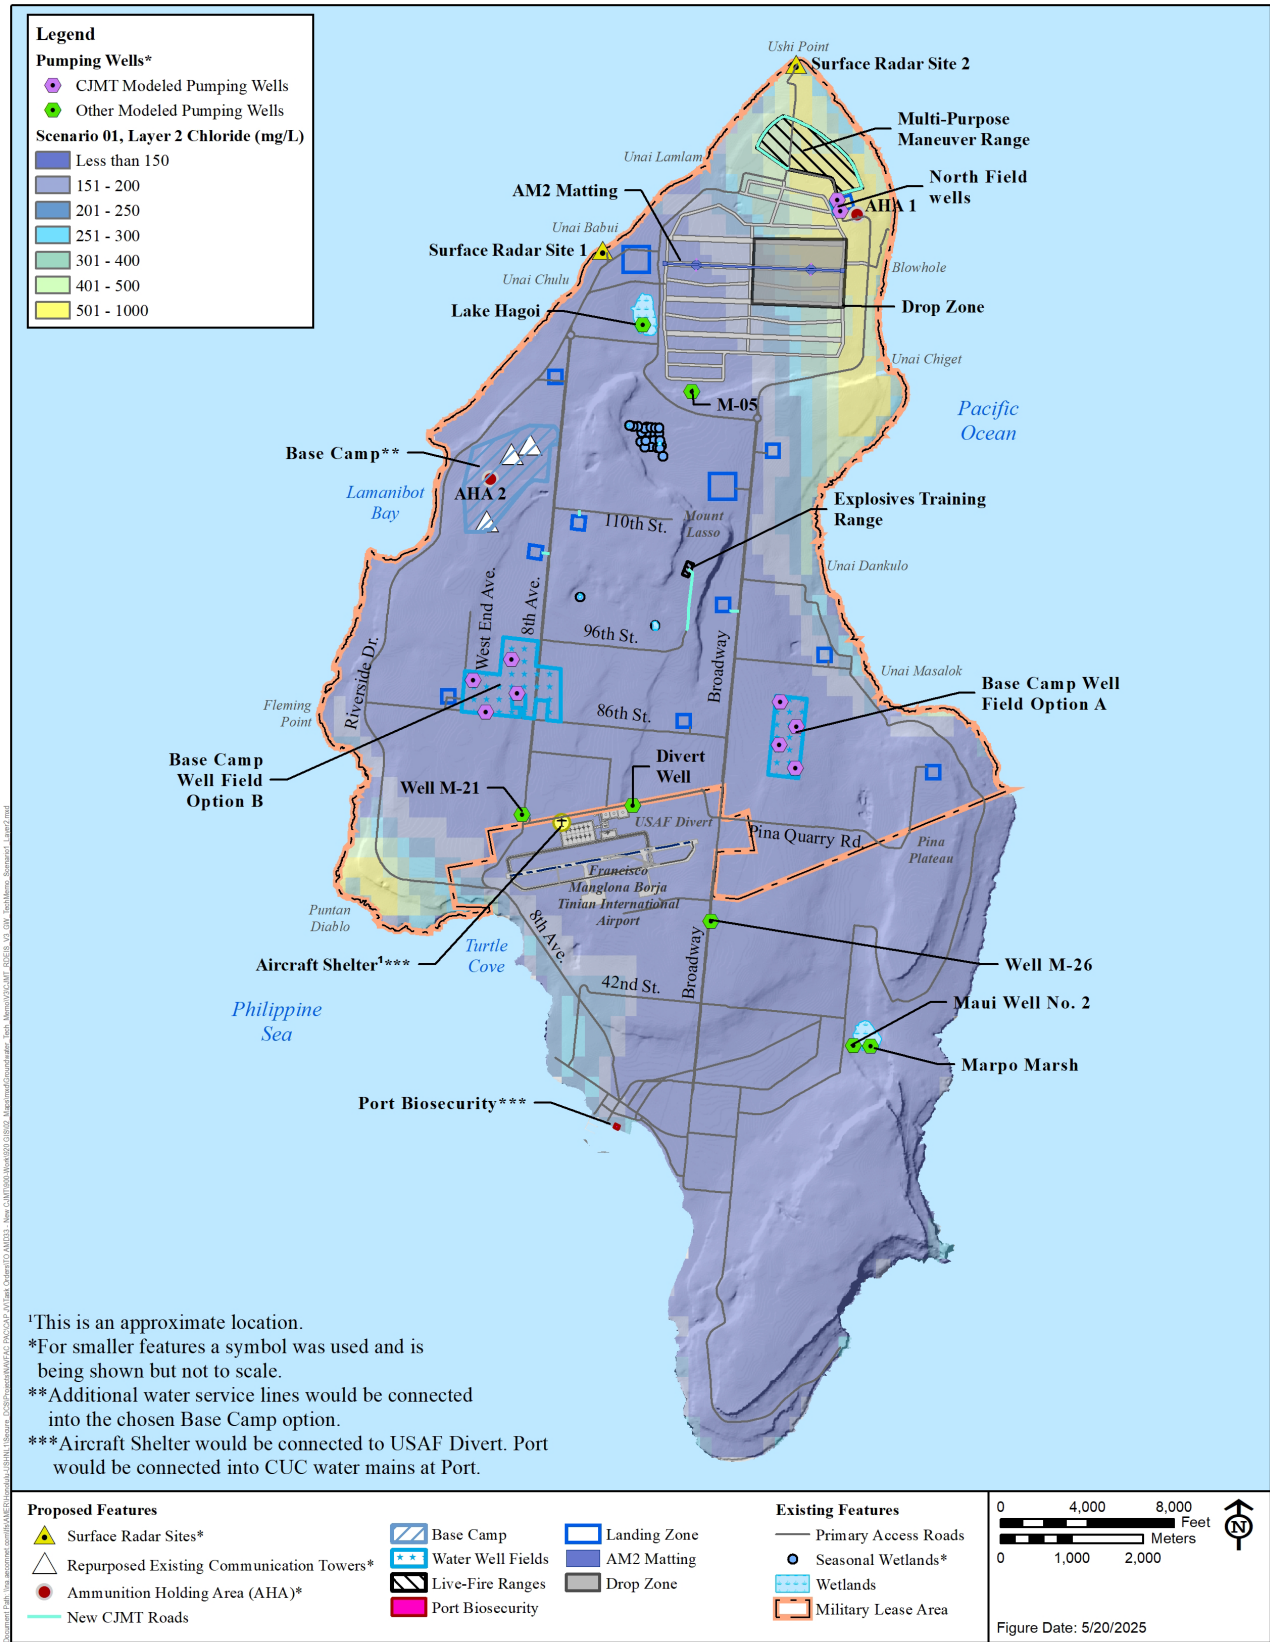 Legend
Pumping Wells*
CJMT Modeled Pumping Wells
Other Modeled Pumping Wells
Scenario 01, Layer 2 Chloride (mg/L)
Less than 150
151 - 200
201 - 250
251 - 300
301 - 400
401 - 500
501 - 1000
Ushi Point
Surface Radar Site 2
Multi-Purpose
Maneuver Range
Unai Lamlam
North Field
wells
AM2 Matting
AHA 1
Unai Babui
Surface Radar Site 1
Blowhole
Unai Chulu
Lake Hagoi
Drop Zone
Unai Chiget
M-05
Pacific
Ocean
Base Camp**
AHA 2
Lamanibot
Bay
Explosives Training
Range
Mount
Lasso
110th St.
Unai Dankulo
West End Ave.
8th Ave.
96th St.
Broadway
Riverside Dr.
Unai Masalok
Base Camp Well
Field Option A
Fleming
Point
86th St.
Base Camp
Well Field
Option B
Divert
Well
Well M-21
USAF Divert
Pina Quarry Rd.
Pina
Plateau
Francisco
Manglona Borja
Tinian International
Airport
Puntan
Diablo
8th Ave.
Turtle
Cove
Aircraft Shelter¹***
Broadway
Well M-26
42nd St.
Philippine
Sea
Maui Well No. 2
Marpo Marsh
Port Biosecurity***
¹This is an approximate location.
*For smaller features a symbol was used and is
being shown but not to scale.
**Additional water service lines would be connected
into the chosen Base Camp option.
***Aircraft Shelter would be connected to USAF Divert. Port
would be connected into CUC water mains at Port.
Proposed Features
Surface Radar Sites*
Repurposed Existing Communication Towers*
Ammunition Holding Area (AHA)*
New CJMT Roads
Base Camp
Water Well Fields
Live-Fire Ranges
Port Biosecurity
Landing Zone
AM2 Matting
Drop Zone
Existing Features
Primary Access Roads
Seasonal Wetlands*
Wetlands
Military Lease Area
0 4,000 8,000
Feet
Meters
0 1,000 2,000
N
Figure Date: 5/20/2025